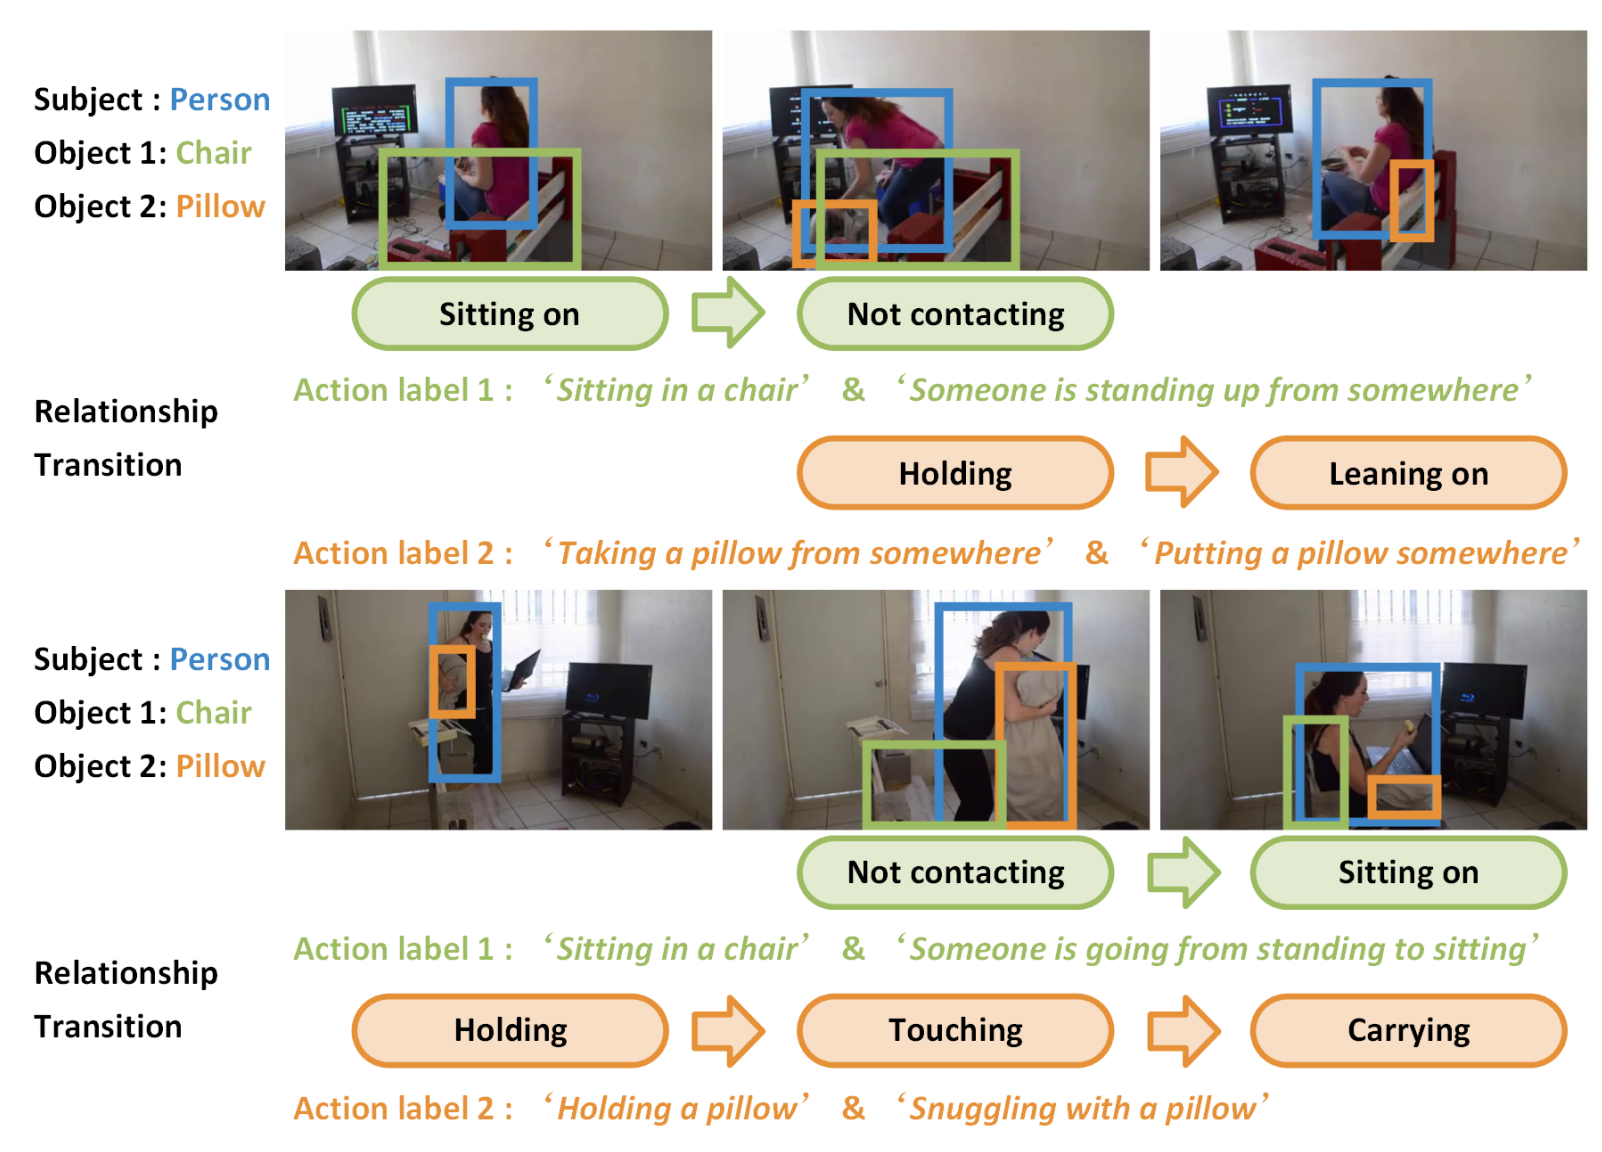 Subject : Person
Object 1: Chair
Object 2: Pillow
Sitting on
Not contacting
Action label 1 : ‘Sitting in a chair’ & ‘Someone is standing up from somewhere’
Relationship
Transition
Holding
Leaning on
Action label 2 : ‘Taking a pillow from somewhere’ & ‘Putting a pillow somewhere’
Subject : Person
Object 1: Chair
Object 2: Pillow
Not contacting
Sitting on
Action label 1 : ‘Sitting in a chair’ & ‘Someone is going from standing to sitting’
Relationship
Transition
Holding
Touching
Carrying
Action label 2 : ‘Holding a pillow’ & ‘Snuggling with a pillow’